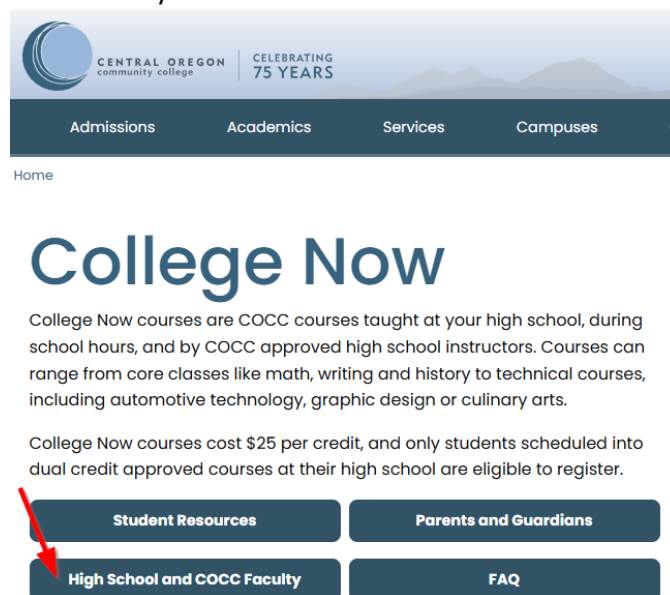 CENTRAL OREGON
community college
CELEBRATING
75 YEARS
Admissions Academics Services Campuses
Home
College Now
College Now courses are COCC courses taught at your high school, during
school hours, and by COCC approved high school instructors. Courses can
range from core classes like math, writing and history to technical courses,
including automotive technology, graphic design or culinary arts.
College Now courses cost $25 per credit, and only students scheduled into
dual credit approved courses at their high school are eligible to register.
Student Resources Parents and Guardians
High School and COCC Faculty FAQ